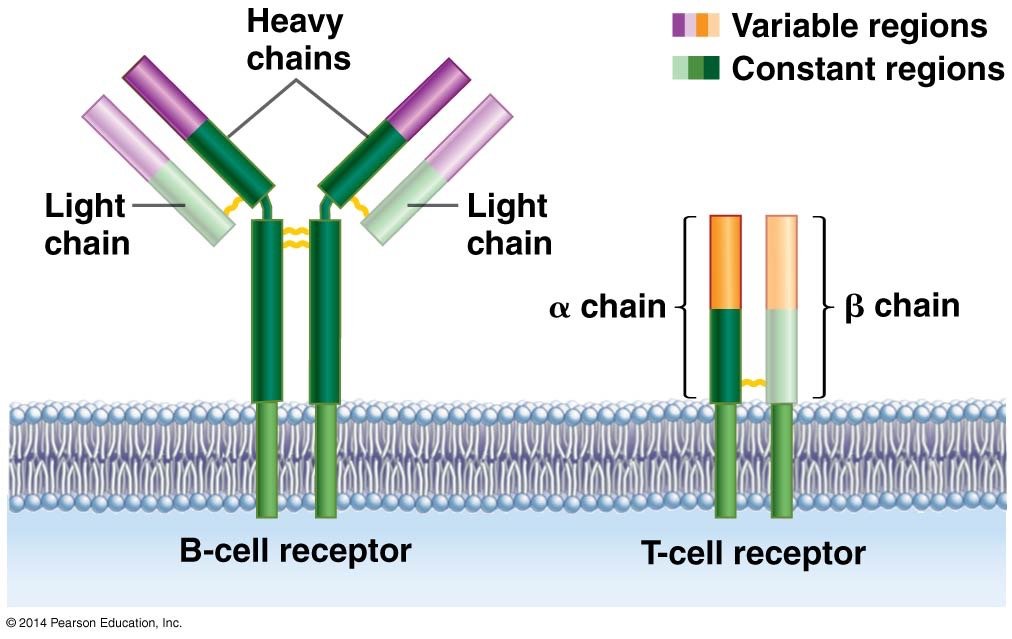 Heavy
chains
Variable regions
Constant regions
Light
chain
Light
chain
α chain
β chain
B-cell receptor
T-cell receptor
© 2014 Pearson Education, Inc.